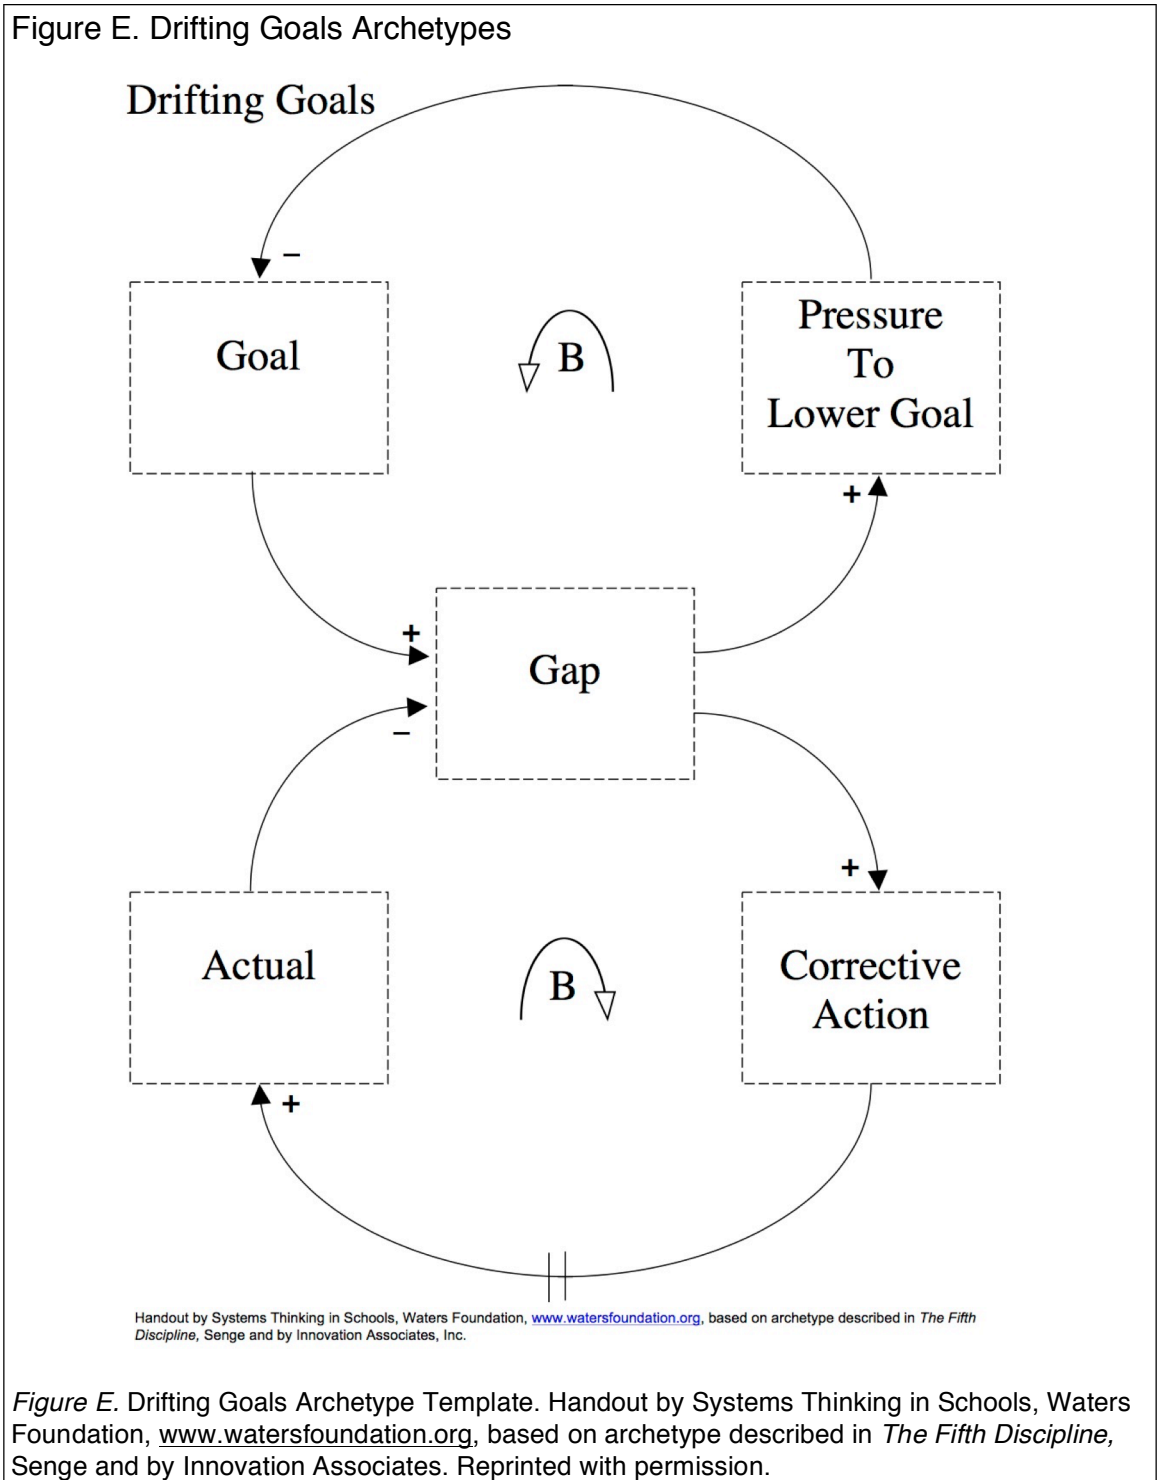 Figure E. Drifting Goals Archetypes
Drifting Goals
–
Goal
B
Pressure
To
Lower Goal
+
+
Gap
–
+
Actual
B
Corrective
Action
+
Handout by Systems Thinking in Schools, Waters Foundation, www.watersfoundation.org, based on archetype described in The Fifth
Discipline, Senge and by Innovation Associates, Inc.
Figure E. Drifting Goals Archetype Template. Handout by Systems Thinking in Schools, Waters
Foundation, www.watersfoundation.org, based on archetype described in The Fifth Discipline,
Senge and by Innovation Associates. Reprinted with permission.